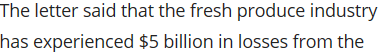 The letter said that the fresh produce industry
has experienced $5 billion in losses from the